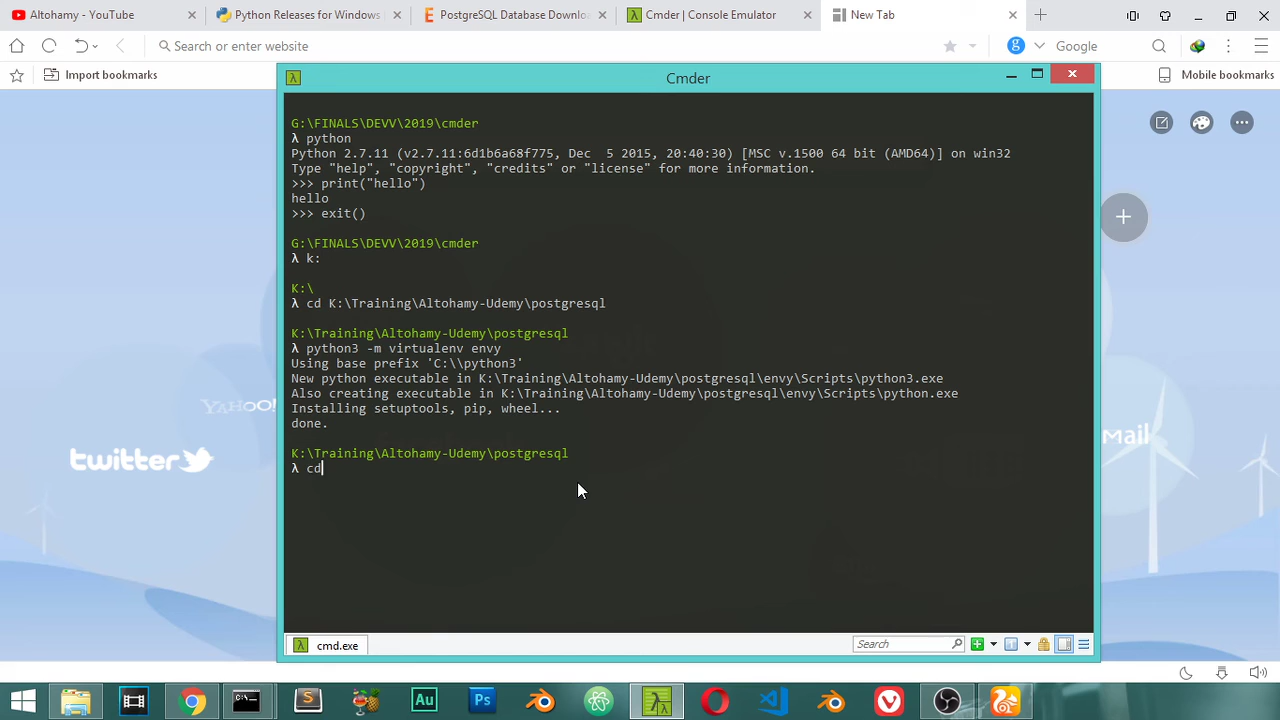 Altohamy - YouTube
Python Releases for Windows
PostgreSQL Database Downlo
Cmder | Console Emulator
New Tab
Search or enter website
Google
Import bookmarks
Mobile bookmarks
Cmder
G:\FINALS\DEVV\2019\cmder
λ python
Python 2.7.11 (v2.7.11:6d1b6a68f775, Dec  5 2015, 20:40:30) [MSC v.1500 64 bit (AMD64)] on win32
Type "help", "copyright", "credits" or "license" for more information.
>>> print("hello")
hello
>>> exit()
G:\FINALS\DEVV\2019\cmder
λ k:
K:\
λ cd K:\Training\Altohamy-Udemy\postgresql
K:\Training\Altohamy-Udemy\postgresql
λ python3 -m virtualenv envy
Using base prefix 'C:\\python3'
New python executable in K:\Training\Altohamy-Udemy\postgresql\envy\Scripts\python3.exe
Also creating executable in K:\Training\Altohamy-Udemy\postgresql\envy\Scripts\python.exe
Installing setuptools, pip, wheel...
done.
K:\Training\Altohamy-Udemy\postgresql
λ cd
YAHOO!
twitter
mail
cmd.exe
Search
Au
Ps